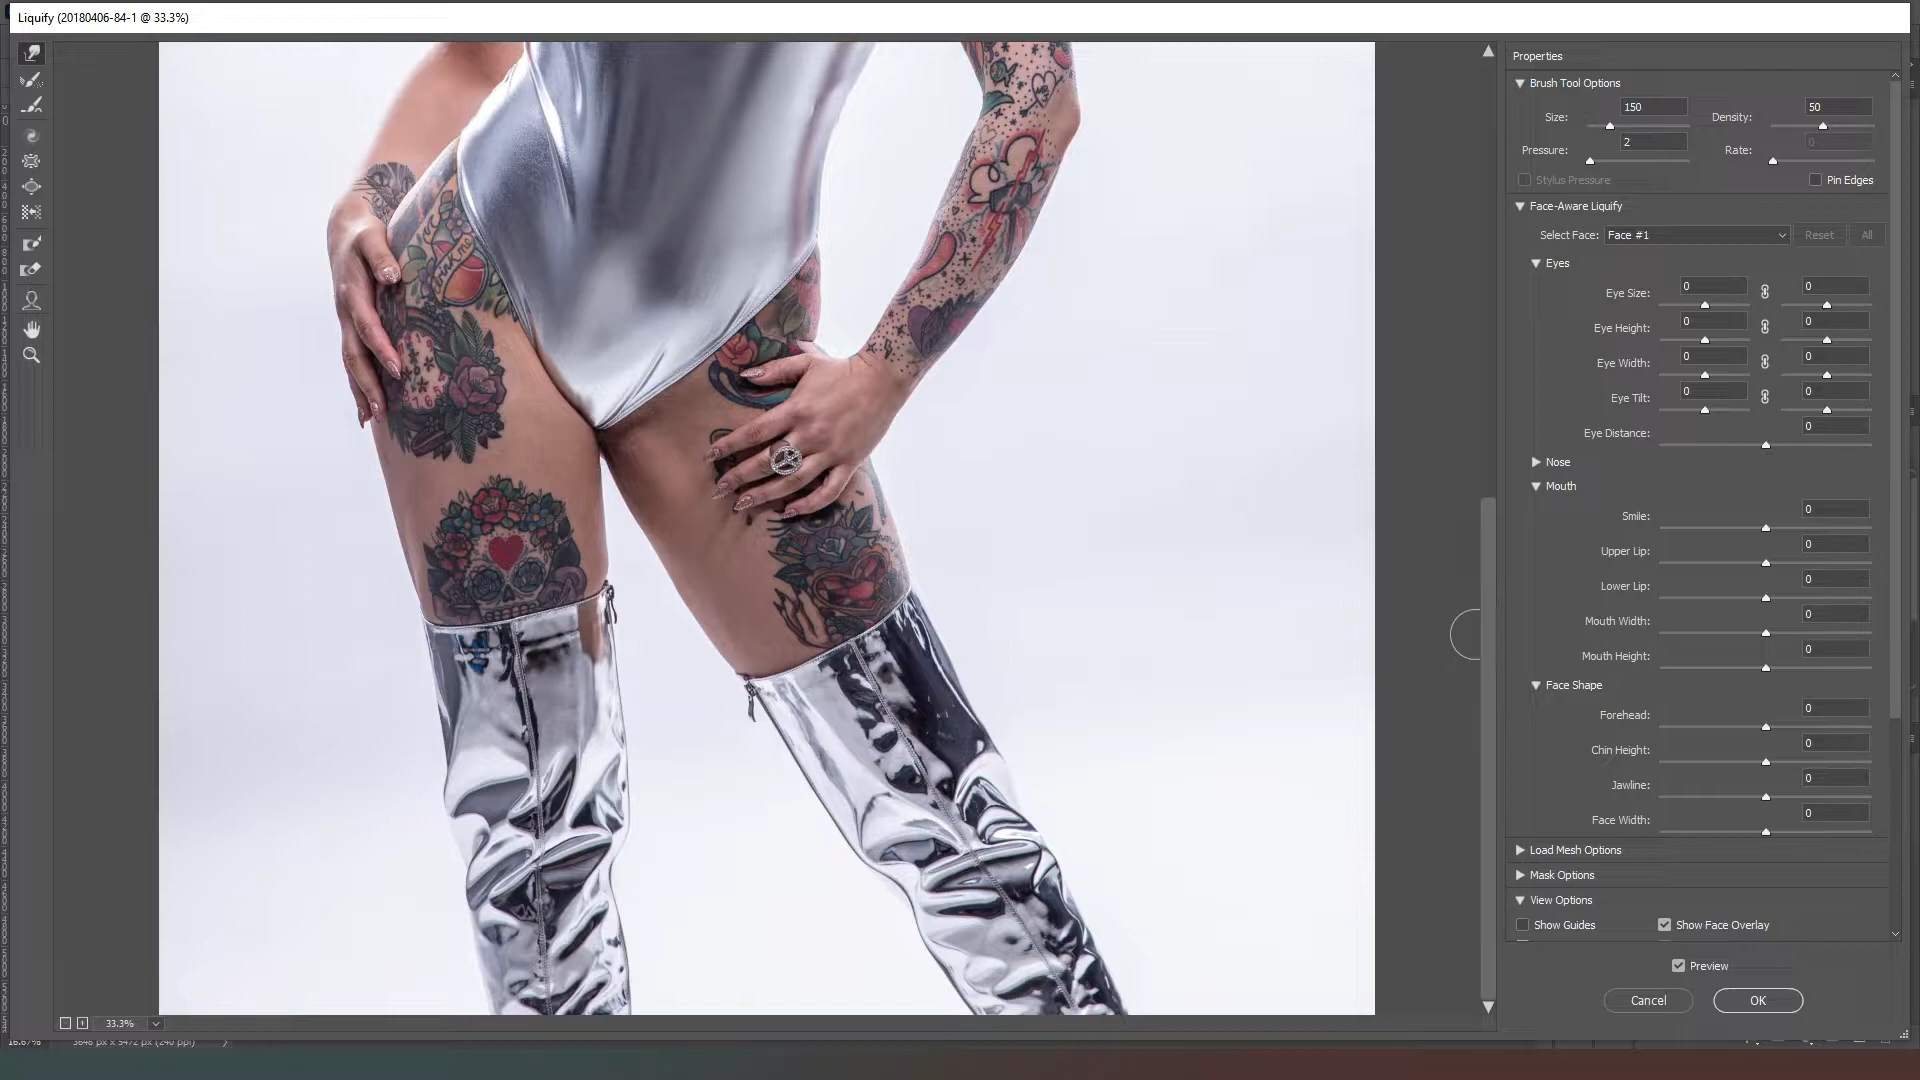 Liquify (20180406-84-1 @ 33.3%)
Properties
Brush Tool Options
Size: 150 Density: 50
Pressure: 2 Rate: 0
Stylus Pressure Pin Edges
Face-Aware Liquify
Select Face: Face #1 Reset All
Eyes
Eye Size: 0 0
Eye Height: 0 0
Eye Width: 0 0
Eye Tilt: 0 0
Eye Distance: 0
Nose
Mouth
Smile: 0
Upper Lip: 0
Lower Lip: 0
Mouth Width: 0
Mouth Height: 0
Face Shape
Forehead: 0
Chin Height: 0
Jawline: 0
Face Width: 0
Load Mesh Options
Mask Options
View Options
Show Guides Show Face Overlay
Preview
Cancel OK
33.3%
16.67% 3648 px x 5472 px (240 ppi)